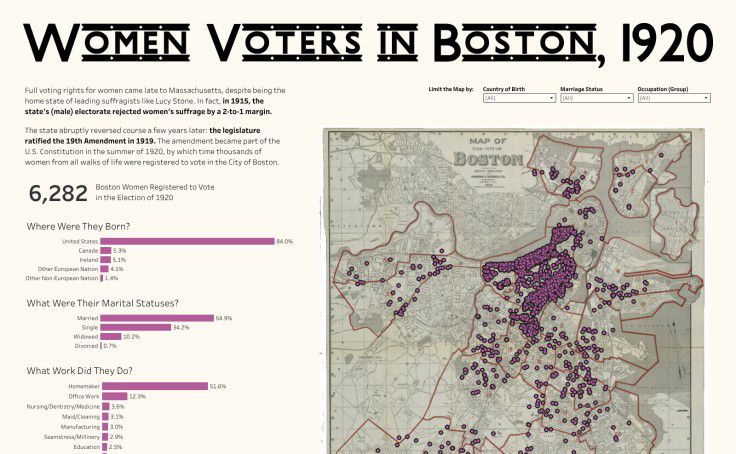 WOMEN VOTERS IN BOSTON, 1920
Full voting rights for women came late to Massachusetts, despite being the
home state of leading suffragists like Lucy Stone. In fact, in 1915, the
state's (male) electorate rejected women's suffrage by a 2-to-1 margin.
The state abruptly reversed course a few years later: the legislature
ratified the 19th Amendment in 1919. The amendment became part of the
U.S. Constitution in the summer of 1920, by which time thousands of
women from all walks of life were registered to vote in the City of Boston.
6,282
Boston Women Registered to Vote
in the Election of 1920
Where Were They Born?
United States 84.0%
Canada 5.3%
Ireland 5.1%
Other European Nation 4.1%
Other Non-European Nation 1.4%
What Were Their Marital Statuses?
Married 54.9%
Single 34.2%
Widowed 10.2%
Divorced 0.7%
What Work Did They Do?
Homemaker 51.6%
Office Work 12.3%
Nursing/Dentistry/Medicine 3.6%
Maid/Cleaning 3.1%
Manufacturing 3.0%
Seamstress/Millinery 2.9%
Education 2.5%
Limit the Map by:
Country of Birth
Marriage Status
Occupation (Group)
(All)
(All)
(All)
MAP OF
THE CITY OF
BOSTON